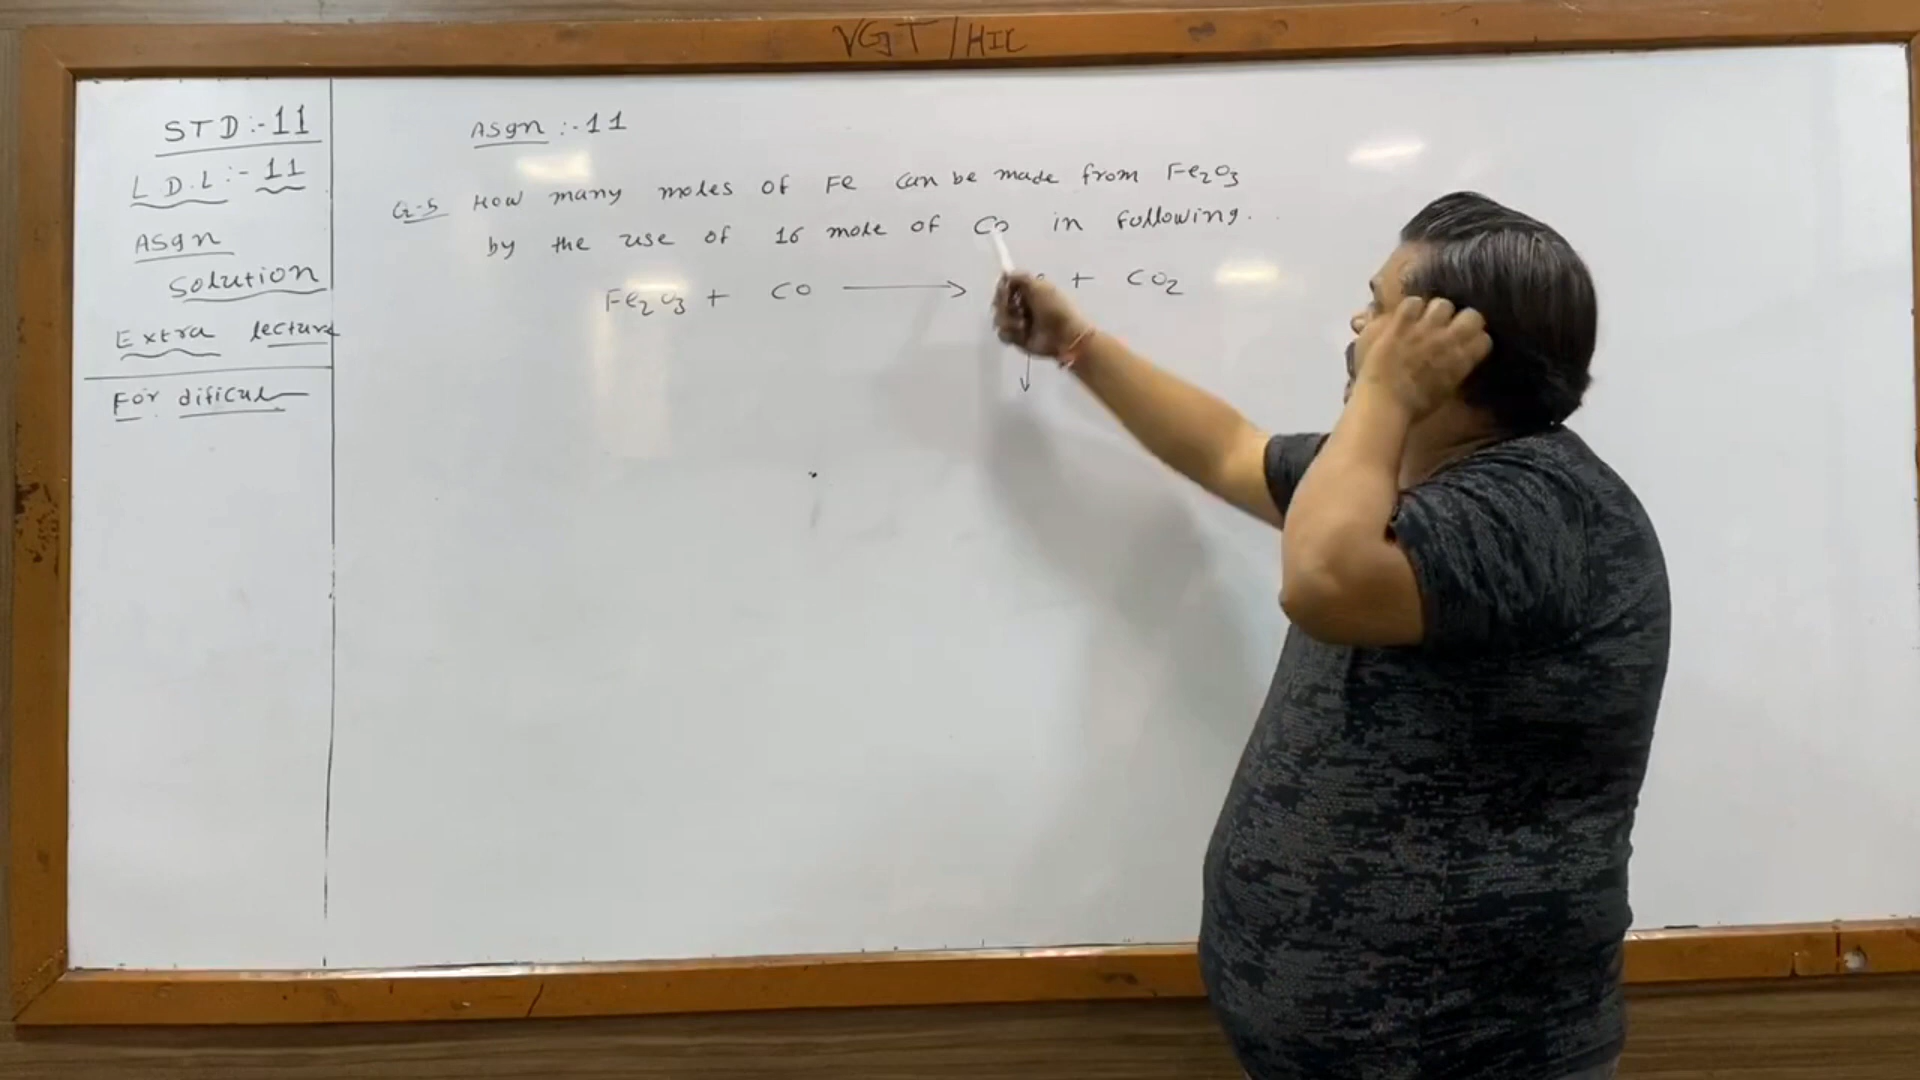 VGT/HIC
STD:-11
L D.L:- 11
Asgn
Solution
Extra lecture
For dificul
Asgn :-11
Q-5 How many moles of Fe can be made from Fe2O3
by the use of 16 mole of Co in following.
Fe2O3 + CO → + CO2